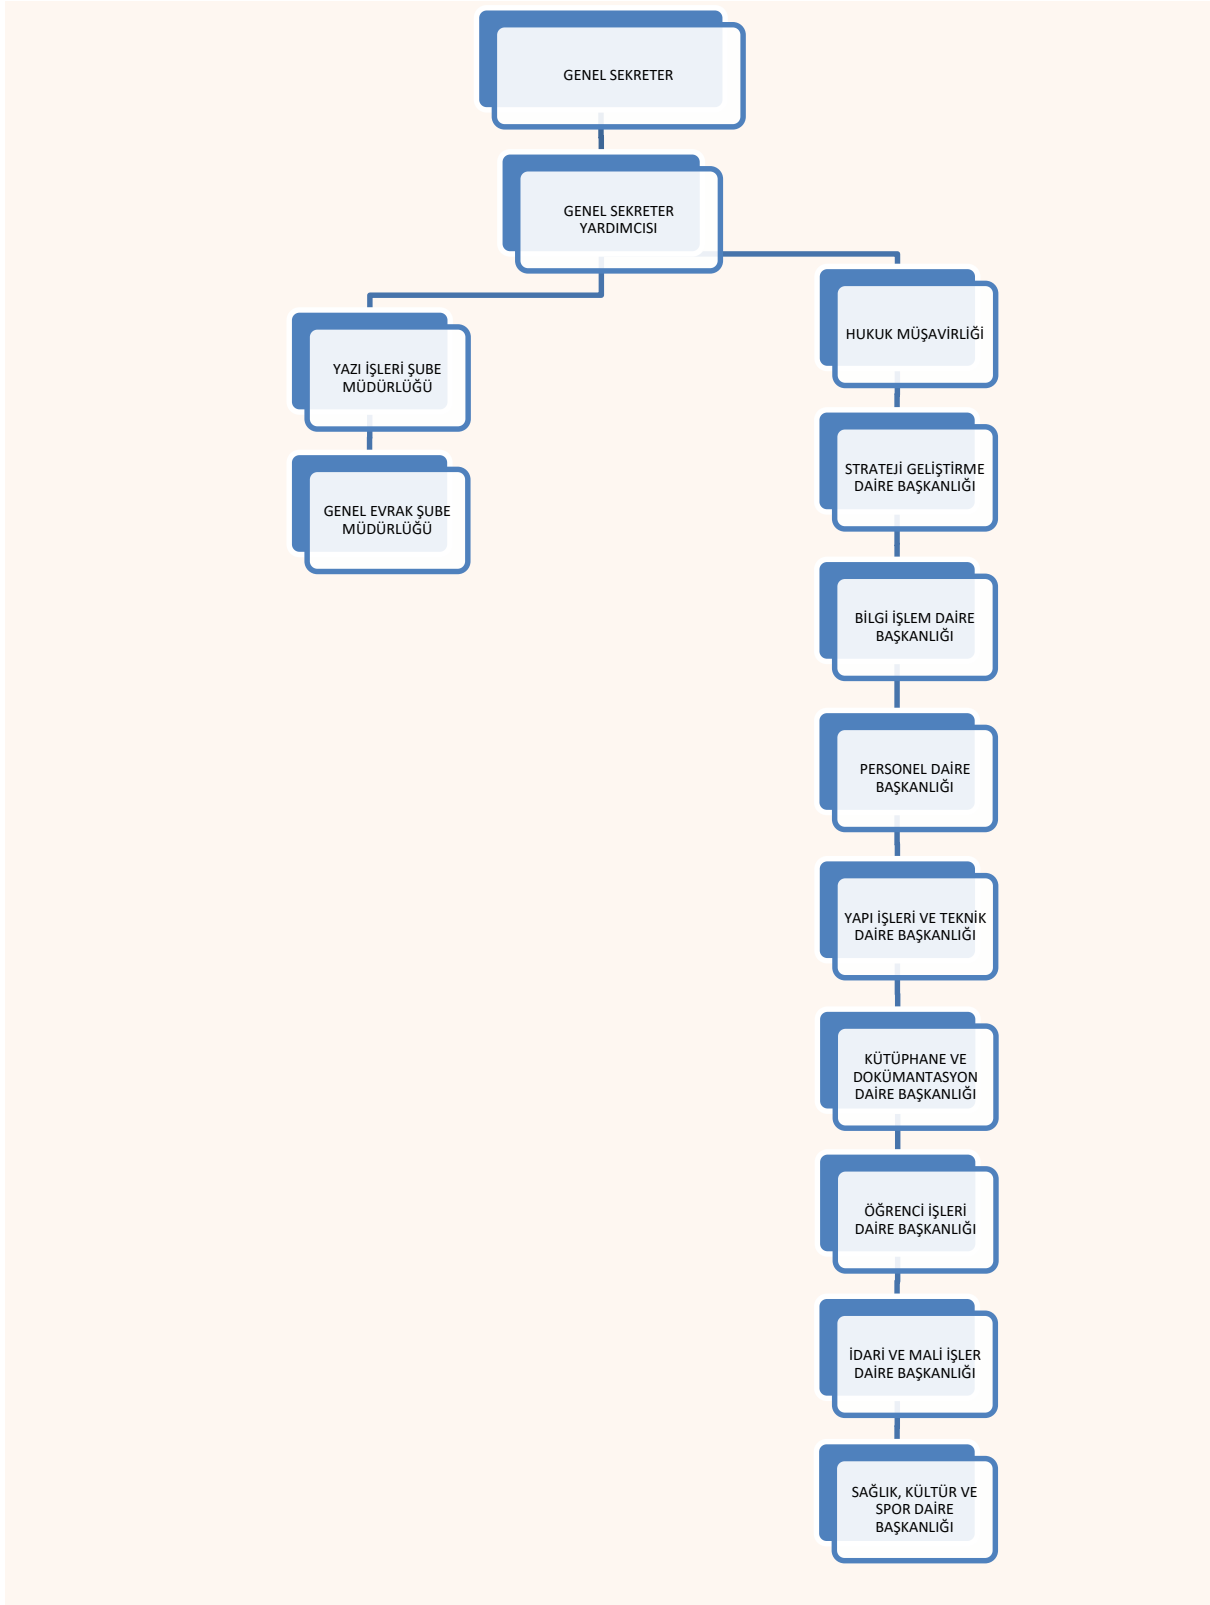 GENEL SEKRETER
GENEL SEKRETER
YARDIMCISI
YAZI İŞLERİ ŞUBE
MÜDÜRLÜĞÜ
GENEL EVRAK ŞUBE
MÜDÜRLÜĞÜ
HUKUK MÜŞAVİRLİĞİ
STRATEJİ GELİŞTİRME
DAİRE BAŞKANLIĞI
BİLGİ İŞLEM DAİRE
BAŞKANLIĞI
PERSONEL DAİRE
BAŞKANLIĞI
YAPI İŞLERİ VE TEKNİK
DAİRE BAŞKANLIĞI
KÜTÜPHANE VE
DOKÜMANTASYON
DAİRE BAŞKANLIĞI
ÖĞRENCİ İŞLERİ
DAİRE BAŞKANLIĞI
İDARİ VE MALİ İŞLER
DAİRE BAŞKANLIĞI
SAĞLIK, KÜLTÜR VE
SPOR DAİRE
BAŞKANLIĞI